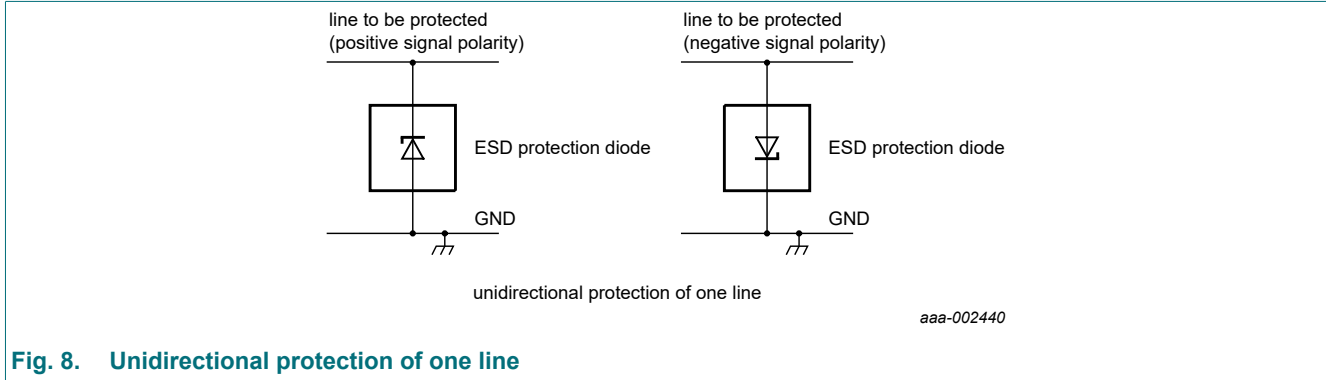 line to be protected
(positive signal polarity)
line to be protected
(negative signal polarity)
ESD protection diode
ESD protection diode
GND
GND
unidirectional protection of one line
aaa-002440
Fig. 8. Unidirectional protection of one line